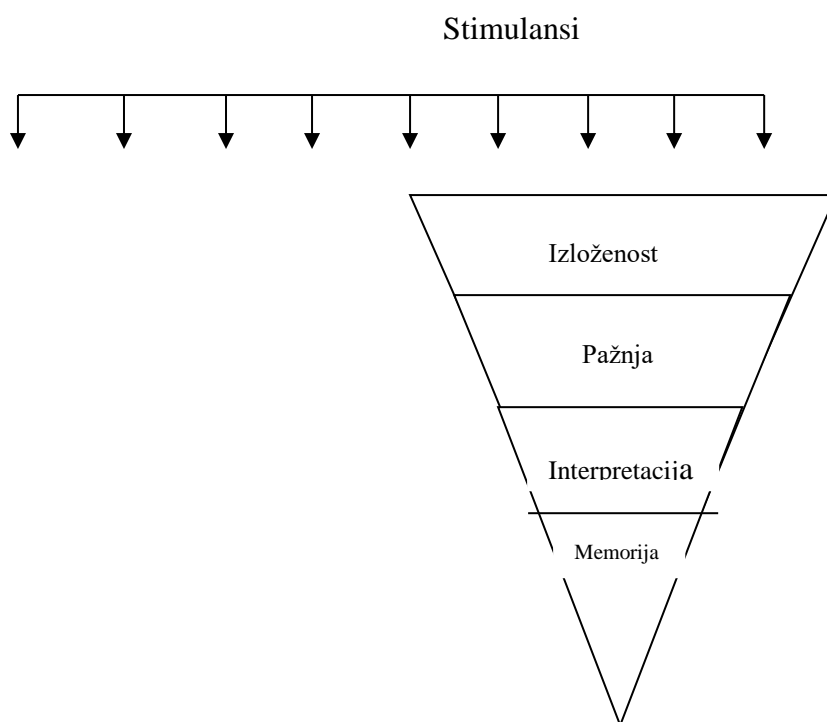 Stimulansi
Izloženost
Pažnja
Interpretacija
Memorija